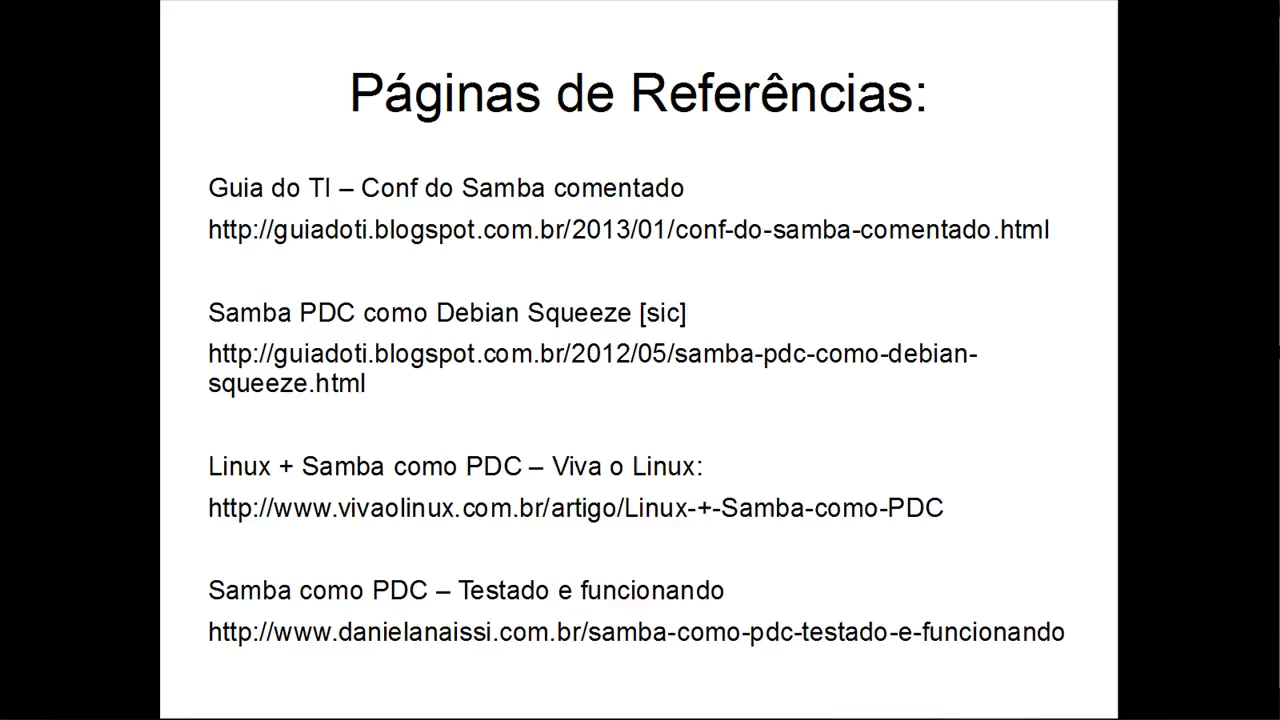 Páginas de Referências:
Guia do TI – Conf do Samba comentado
http://guiadoti.blogspot.com.br/2013/01/conf-do-samba-comentado.html
Samba PDC como Debian Squeeze [sic]
http://guiadoti.blogspot.com.br/2012/05/samba-pdc-como-debian-
squeeze.html
Linux + Samba como PDC – Viva o Linux:
http://www.vivaolinux.com.br/artigo/Linux-+-Samba-como-PDC
Samba como PDC – Testado e funcionando
http://www.danielanaissi.com.br/samba-como-pdc-testado-e-funcionando